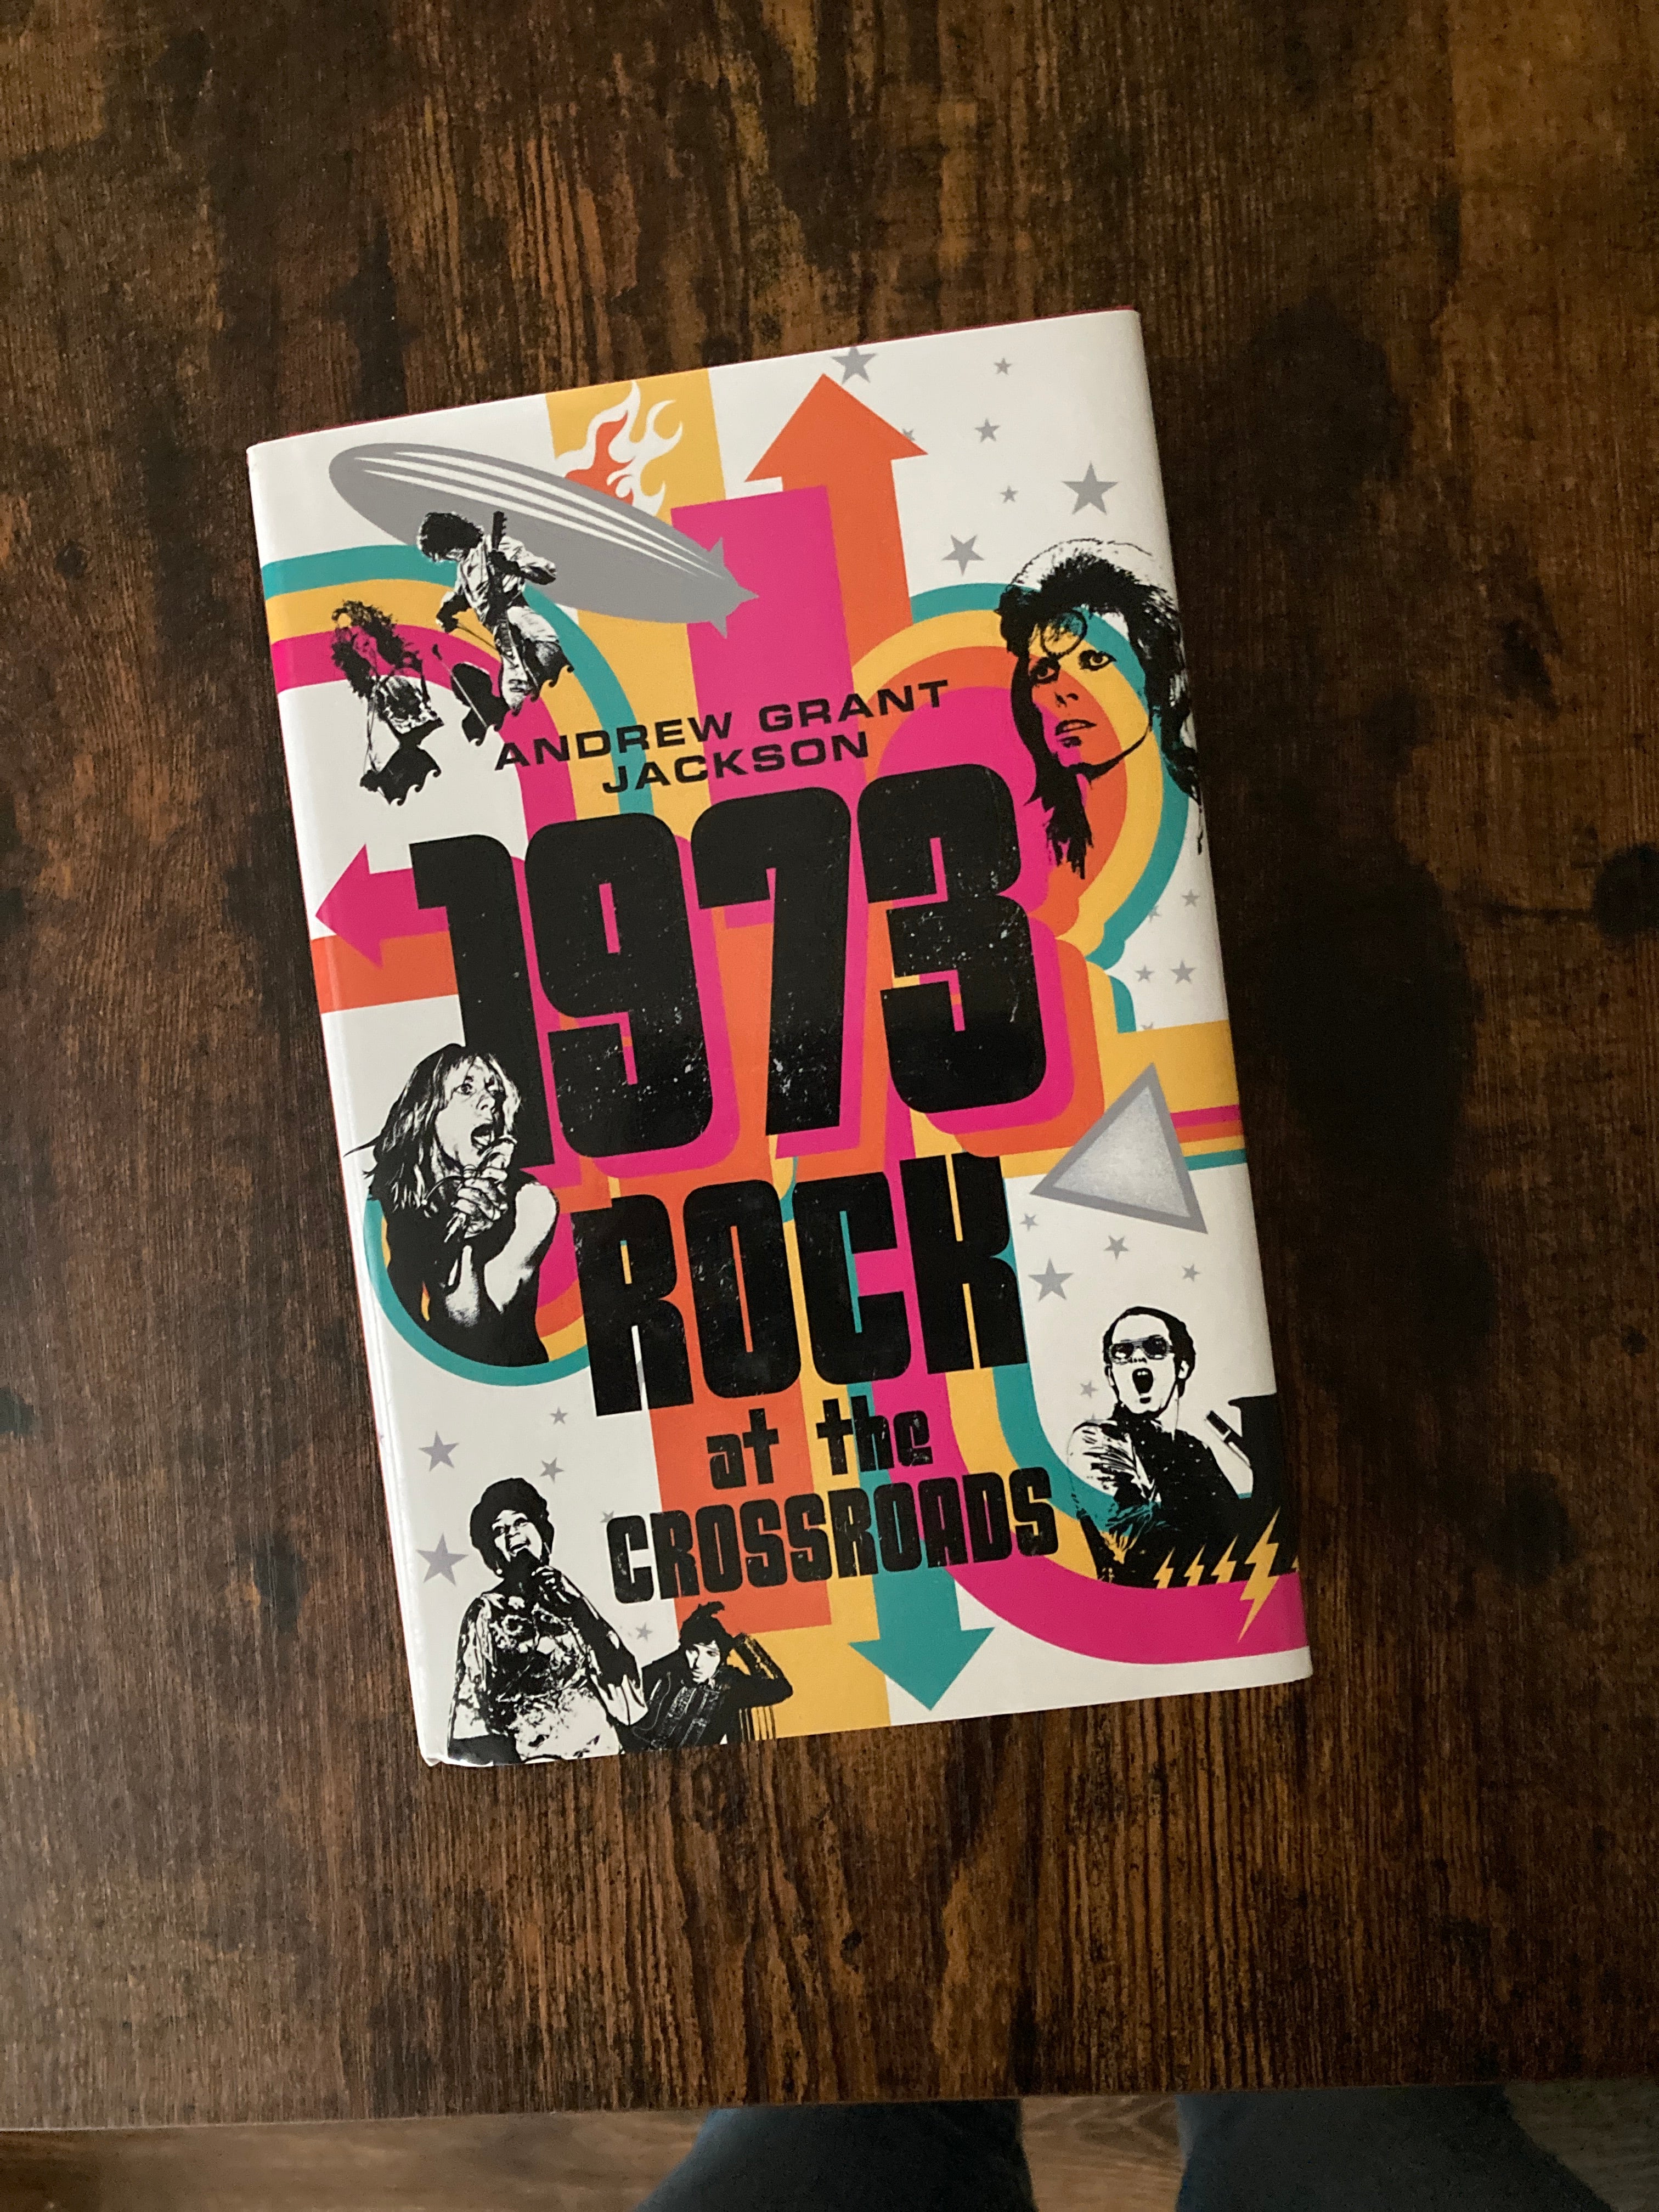 ANDREW GRANT
JACKSON
1973
ROCK
at the
CROSSROADS